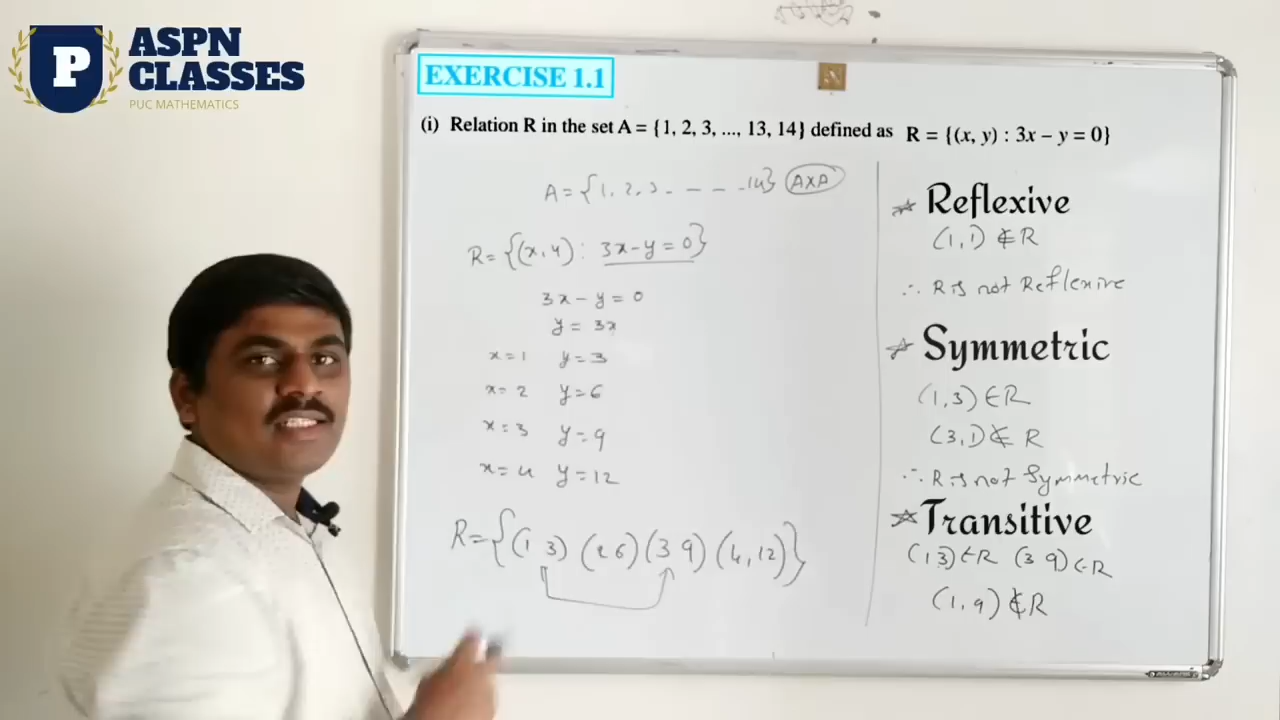 P
ASPN
CLASSES
PUC MATHEMATICS
EXERCISE 1.1
(i) Relation R in the set A = {1, 2, 3, ..., 13, 14} defined as R = {(x, y) : 3x – y = 0}
A = {1, 2, 3 - - - - 14} A×A
R = {(x, y) : 3x - y = 0}
3x - y = 0
y = 3x
x = 1 y = 3
x = 2 y = 6
x = 3 y = 9
x = 4 y = 12
R = {(1 3) (2 6) (3 9) (4, 12)}
Reflexive
(1, 1) ∉ R
∴ R is not Reflexive
Symmetric
(1, 3) ∈ R
(3, 1) ∉ R
∴ R is not Symmetric
Transitive
(1 3) ∈ R (3 9) ∈ R
(1, 9) ∉ R